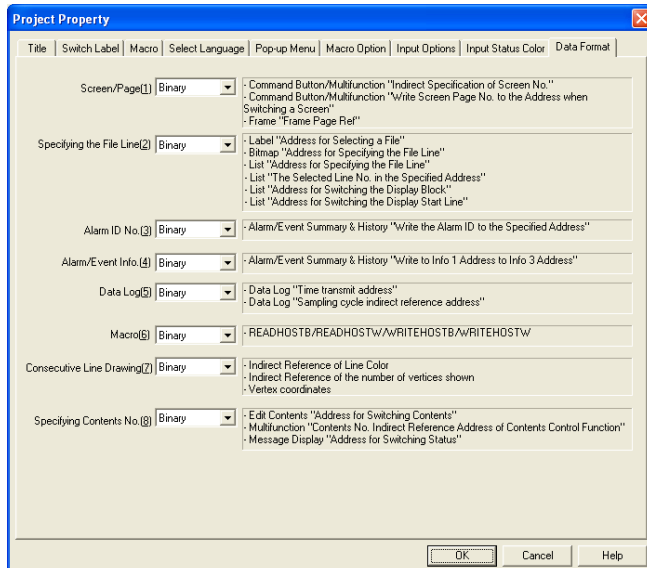 Project Property
Title
Switch Label
Macro
Select Language
Pop-up Menu
Macro Option
Input Options
Input Status Color
Data Format
Screen/Page(1) Binary
- Command Button/Multifunction "Indirect Specification of Screen No."
- Command Button/Multifunction "Write Screen Page No. to the Address when
Switching a Screen"
- Frame "Frame Page Ref"
Specifying the File Line(2) Binary
- Label "Address for Selecting a File"
- Bitmap "Address for Specifying the File Line"
- List "Address for Specifying the File Line"
- List "The Selected Line No. in the Specified Address"
- List "Address for Switching the Display Block"
- List "Address for Switching the Display Start Line"
Alarm ID No.(3) Binary
- Alarm/Event Summary & History "Write the Alarm ID to the Specified Address"
Alarm/Event Info.(4) Binary
- Alarm/Event Summary & History "Write to Info 1 Address to Info 3 Address"
Data Log(5) Binary
- Data Log "Time transmit address"
- Data Log "Sampling cycle indirect reference address"
Macro(6) Binary
- READHOSTB/READHOSTW/WRITEHOSTB/WRITEHOSTW
Consecutive Line Drawing(7) Binary
- Indirect Reference of Line Color
- Indirect Reference of the number of vertices shown
- Vertex coordinates
Specifying Contents No.(8) Binary
- Edit Contents "Address for Switching Contents"
- Multifunction "Contents No. Indirect Reference Address of Contents Control Function"
- Message Display "Address for Switching Status"
OK
Cancel
Help